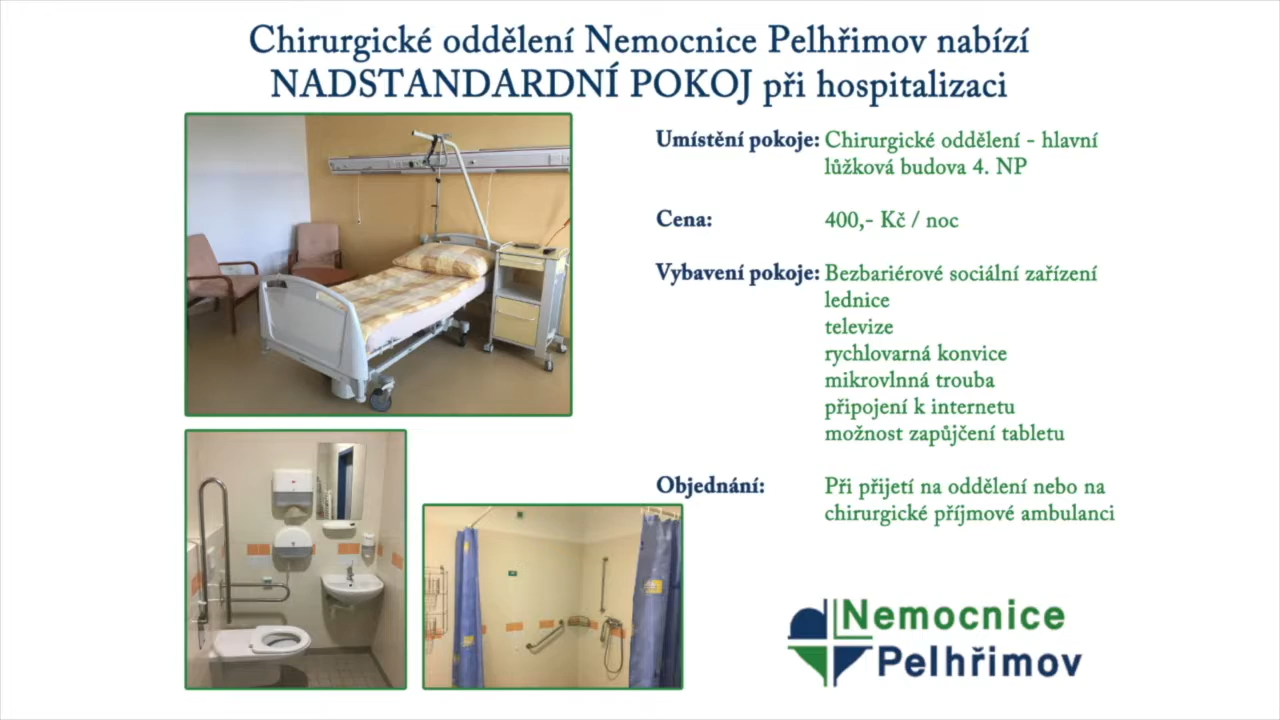 Chirurgické oddělení Nemocnice Pelhřimov nabízí
NADSTANDARDNÍ POKOJ při hospitalizaci
Umístění pokoje: Chirurgické oddělení - hlavní
lůžková budova 4. NP
Cena: 400,- Kč / noc
Vybavení pokoje: Bezbariérové sociální zařízení
lednice
televize
rychlovarná konvice
mikrovlnná trouba
připojení k internetu
možnost zapůjčení tabletu
Objednání: Při přijetí na oddělení nebo na
chirurgické příjmové ambulanci
Nemocnice
Pelhřimov